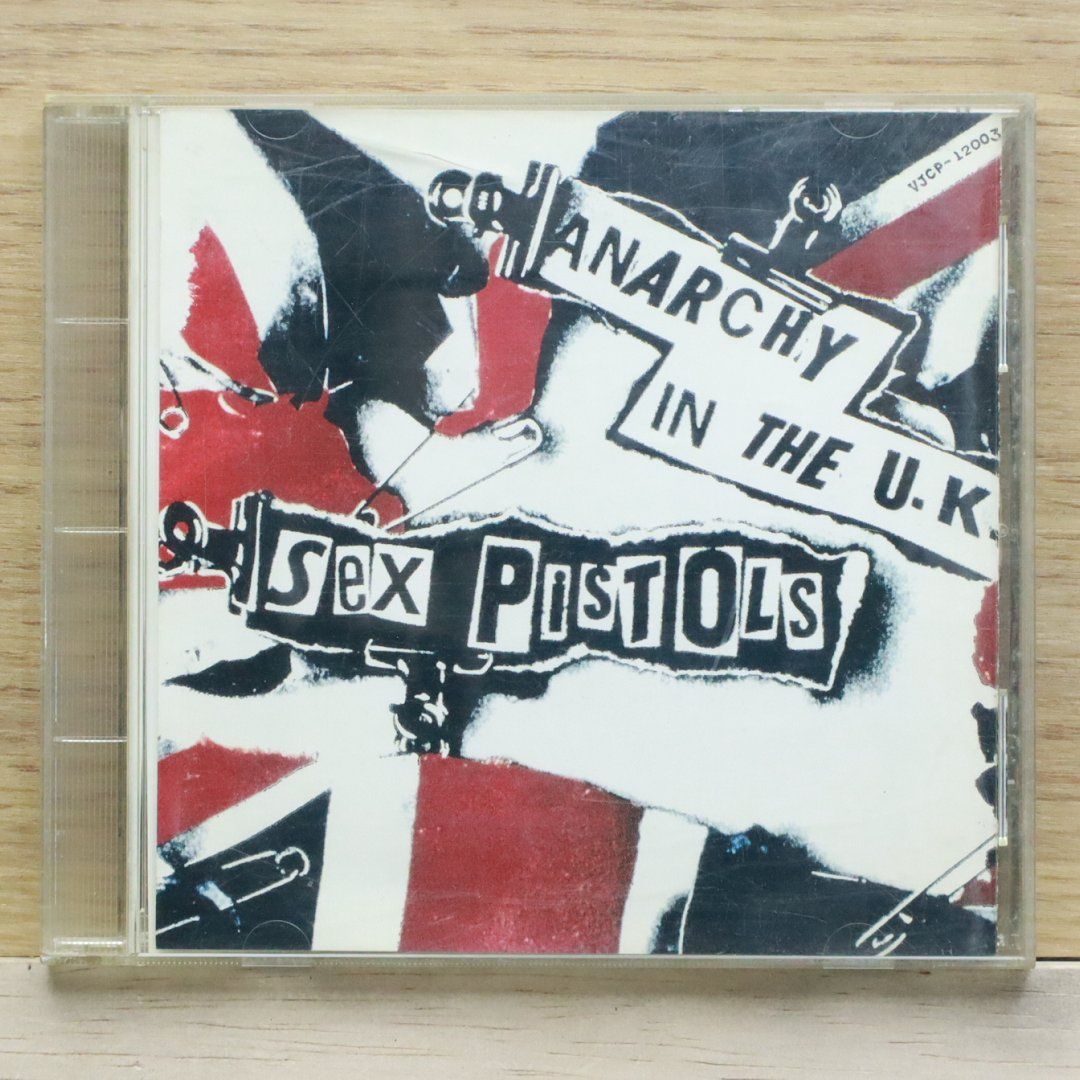 VJCP-12003
ANARCHY
IN THE U.K
SeX PiSTOLS